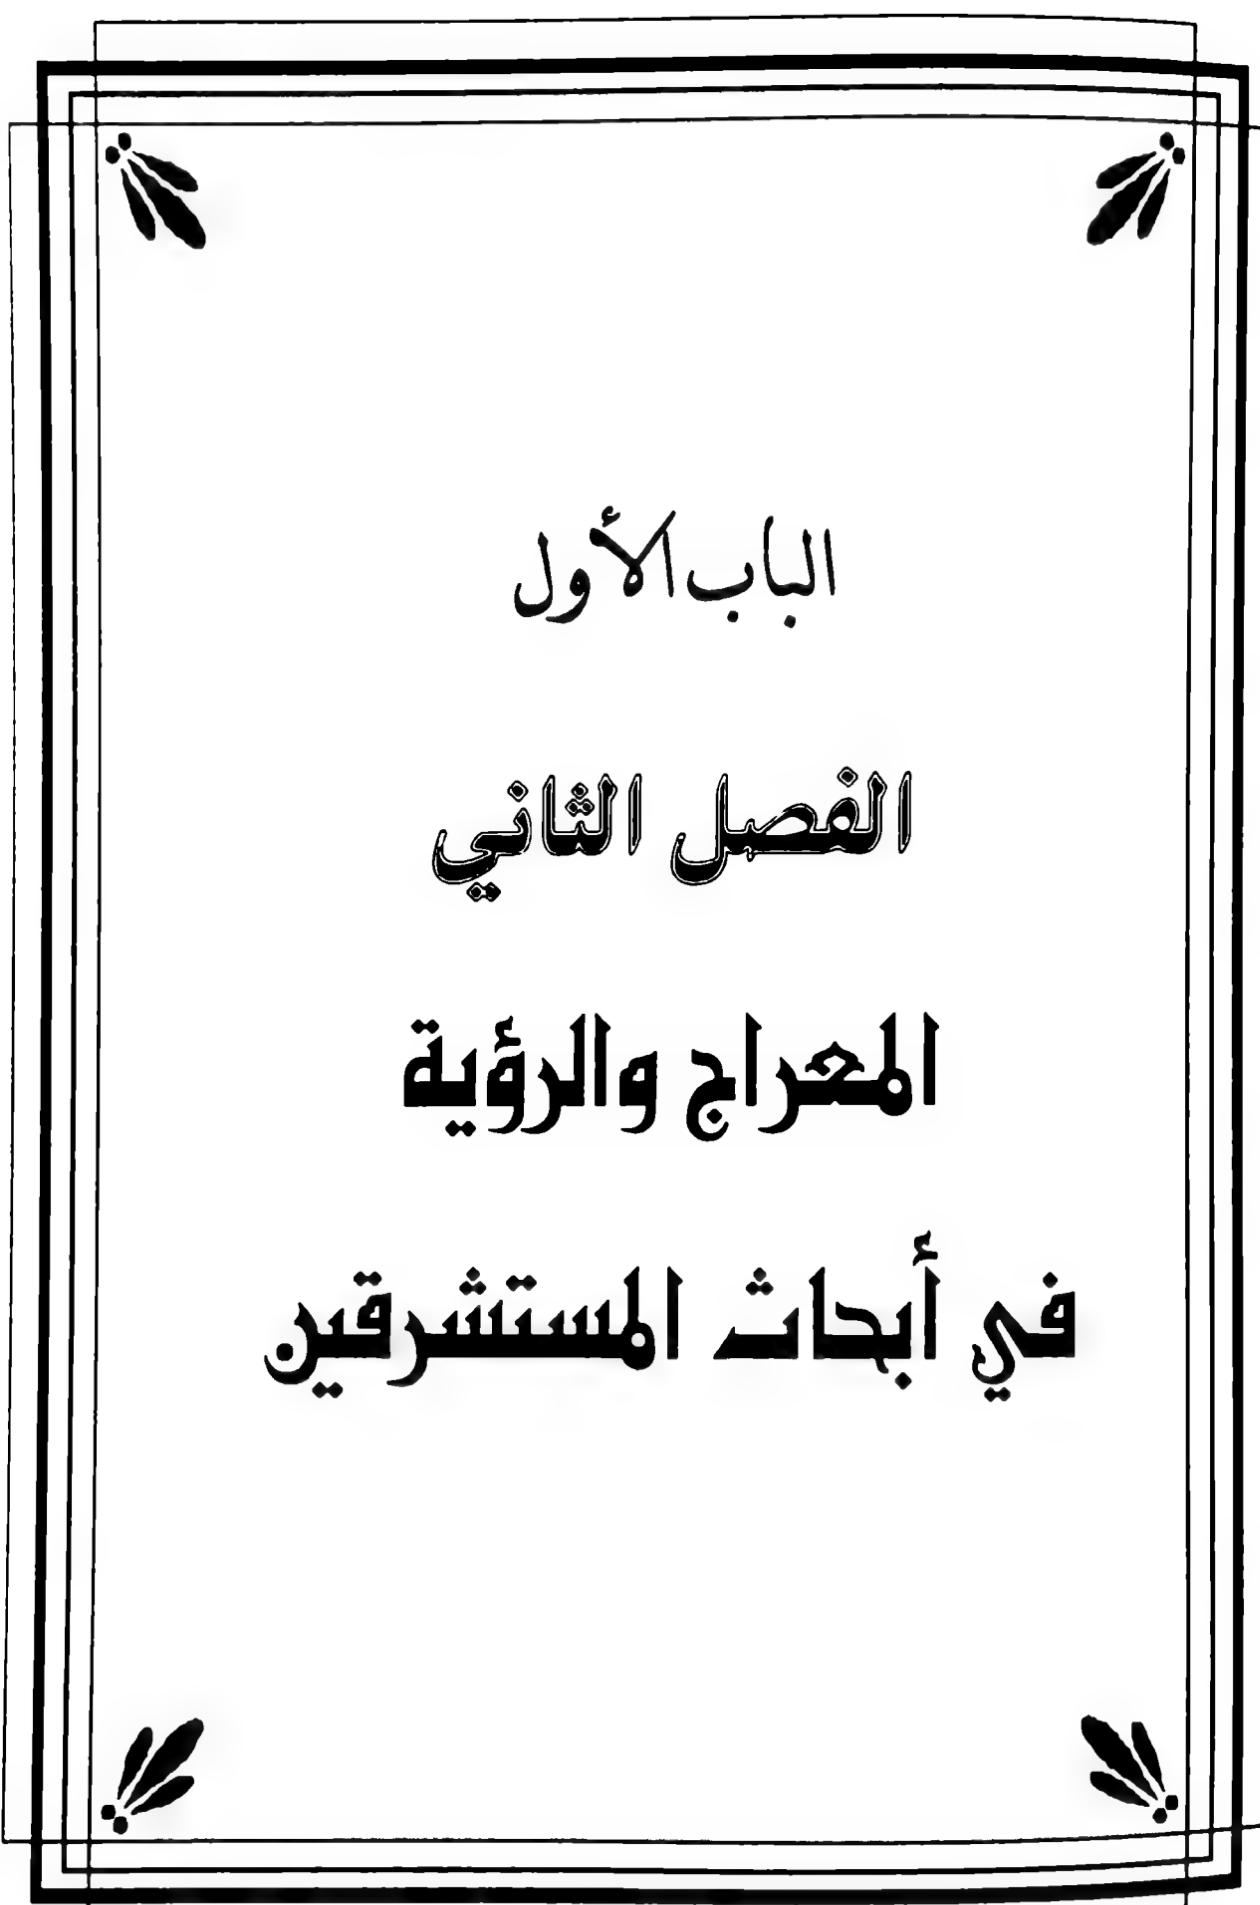 الباب الأول
الفصل الثاني
المعراج والرؤية
في أبحاث المستشرقين